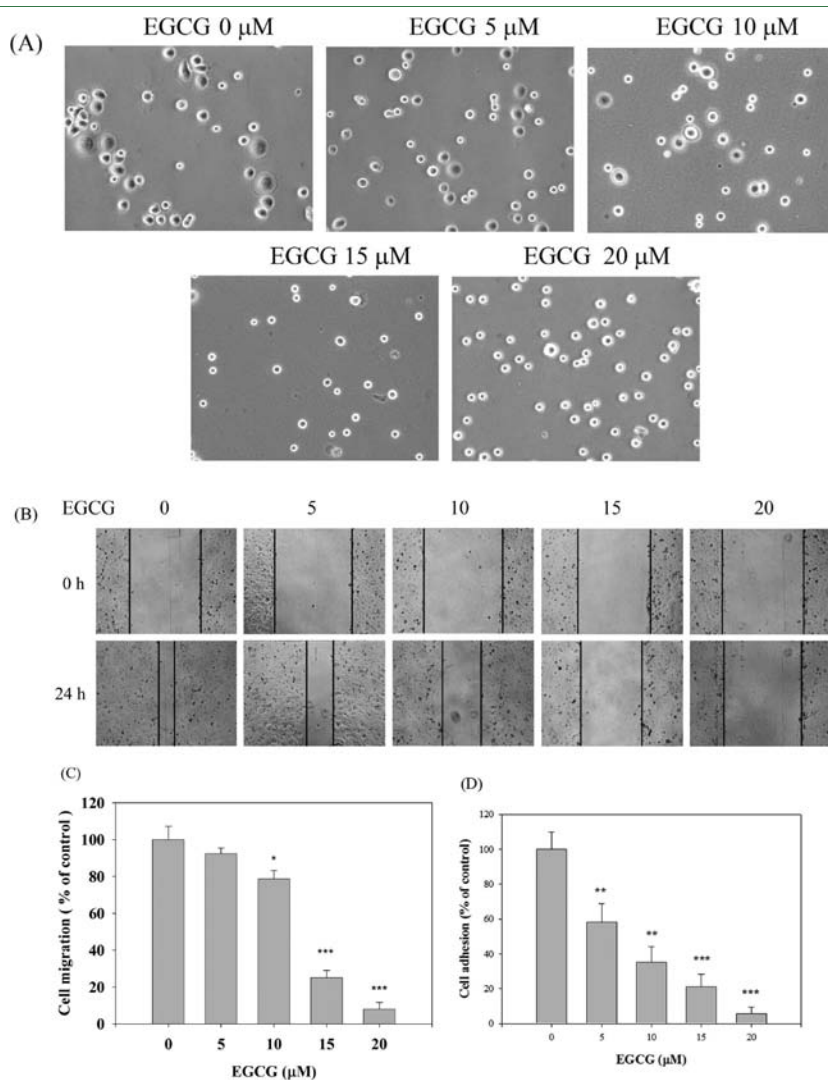 (A)
EGCG 0 μM EGCG 5 μM EGCG 10 μM
EGCG 15 μM EGCG 20 μM
(B) EGCG 0 5 10 15 20
0 h
24 h
(C)
Cell migration ( % of control )
120
100
80
60
40
20
0
*
***
***
0 5 10 15 20
EGCG (μM)
(D)
Cell adhesion (% of control)
120
100
80
60
40
20
0
**
**
***
***
0 5 10 15 20
EGCG (μM)